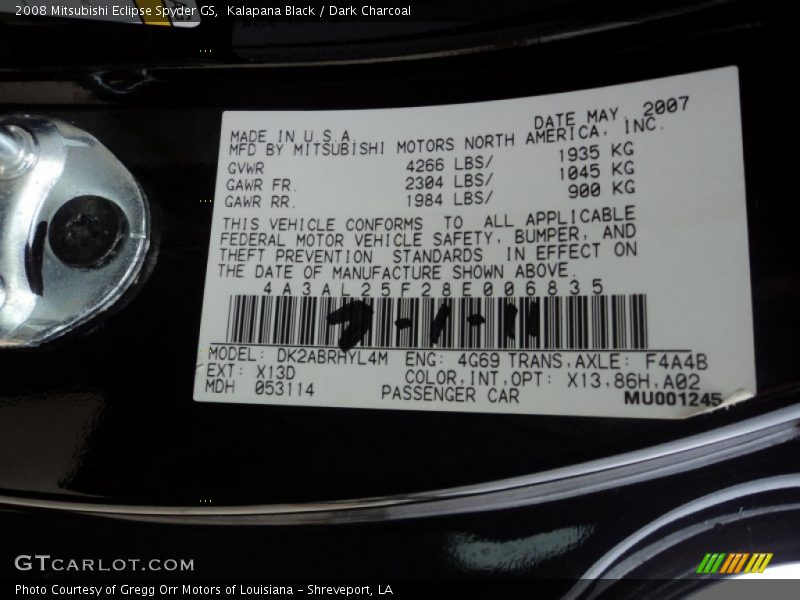 2008 Mitsubishi Eclipse Spyder GS, Kalapana Black / Dark Charcoal
DATE MAY, 2007
MADE IN U.S.A.
MFD BY MITSUBISHI MOTORS NORTH AMERICA, INC.
GVWR 4266 LBS/ 1935 KG
GAWR FR. 2304 LBS/ 1045 KG
GAWR RR. 1984 LBS/ 900 KG
THIS VEHICLE CONFORMS TO ALL APPLICABLE
FEDERAL MOTOR VEHICLE SAFETY, BUMPER, AND
THEFT PREVENTION STANDARDS IN EFFECT ON
THE DATE OF MANUFACTURE SHOWN ABOVE.
4A3AL25F28E006835
MODEL: DK2ABRHYL4M ENG: 4G69 TRANS,AXLE: F4A4B
EXT: X13D COLOR,INT,OPT: X13,86H,A02
MDH 053114 PASSENGER CAR MU001245
GTCARLOT.COM
Photo Courtesy of Gregg Orr Motors of Louisiana - Shreveport, LA